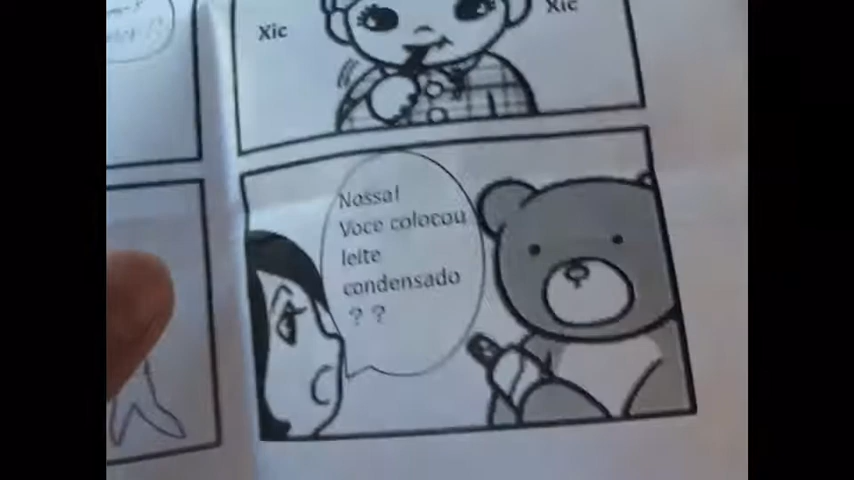 Xic
Xic
Nossa!
Voce colocou
leite
condensado
? ?